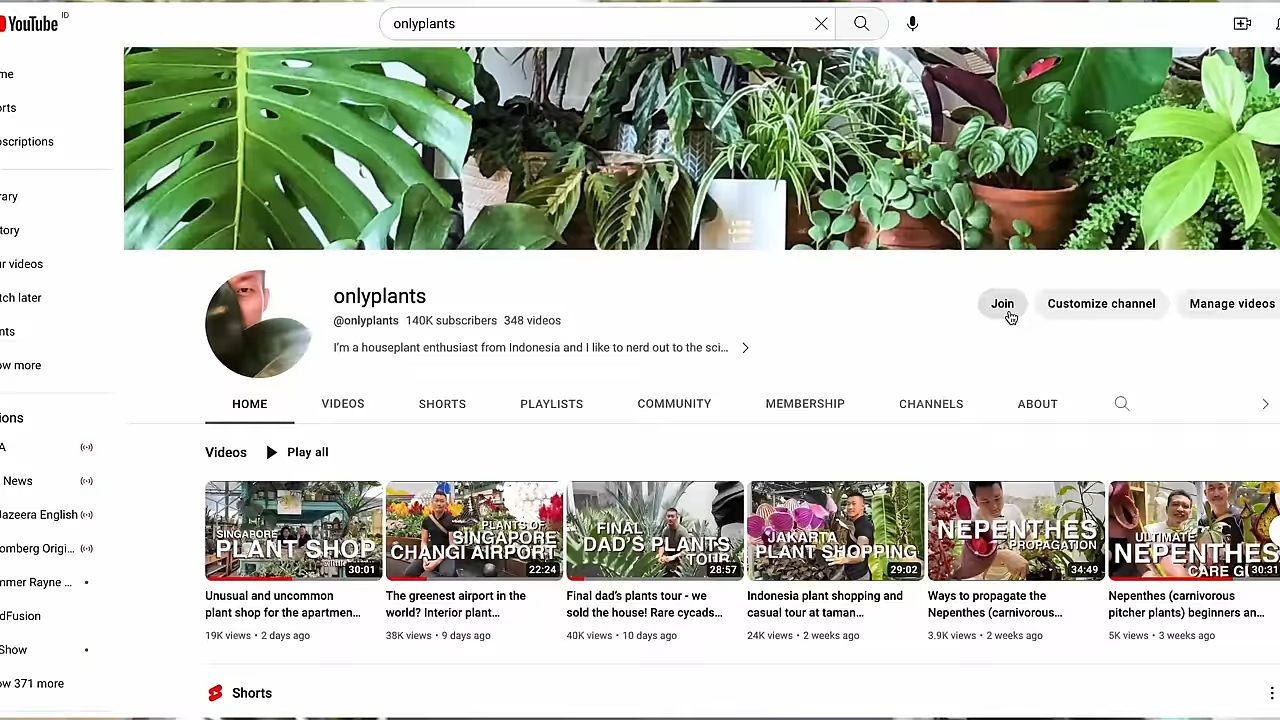 YouTube ID
onlyplants
me
rts
oscriptions
rary
tory
ur videos
tch later
nts
ow more
ions
A
News
Jazeera English
omberg Origi...
mmer Rayne ...
dFusion
Show
ow 371 more
onlyplants
@onlyplants 140K subscribers 348 videos
I'm a houseplant enthusiast from Indonesia and I like to nerd out to the sci...
Join
Customize channel
Manage videos
HOME
VIDEOS
SHORTS
PLAYLISTS
COMMUNITY
MEMBERSHIP
CHANNELS
ABOUT
Videos
Play all
SINGAPORE
PLANT SHOP
30:01
Unusual and uncommon
plant shop for the apartmen...
19K views • 2 days ago
PLANTS OF
SINGAPORE
CHANGI AIRPORT
22:24
The greenest airport in the
world? Interior plant...
38K views • 9 days ago
FINAL
DAD'S PLANTS
TOUR
28:57
Final dad's plants tour - we
sold the house! Rare cycads...
40K views • 10 days ago
JAKARTA
PLANT SHOPPING
29:02
Indonesia plant shopping and
casual tour at taman...
24K views • 2 weeks ago
NEPENTHES
PROPAGATION
34:49
Ways to propagate the
Nepenthes (carnivorous...
3.9K views • 2 weeks ago
ULTIMATE
NEPENTHES
CARE G
30:31
Nepenthes (carnivorous
pitcher plants) beginners an...
5K views • 3 weeks ago
Shorts